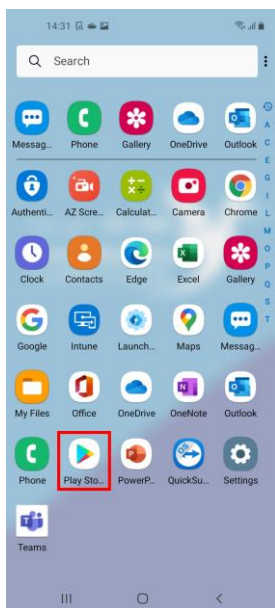 14:31
Search
Messag... Phone Gallery OneDrive Outlook
Authenti... AZ Scre... Calculat... Camera Chrome
Clock Contacts Edge Excel Gallery
Google Intune Launch... Maps Messag...
My Files Office OneDrive OneNote Outlook
Phone Play Sto... PowerP... QuickSu... Settings
Teams
A
C
E
G
I
L
M
O
P
Q
S
T